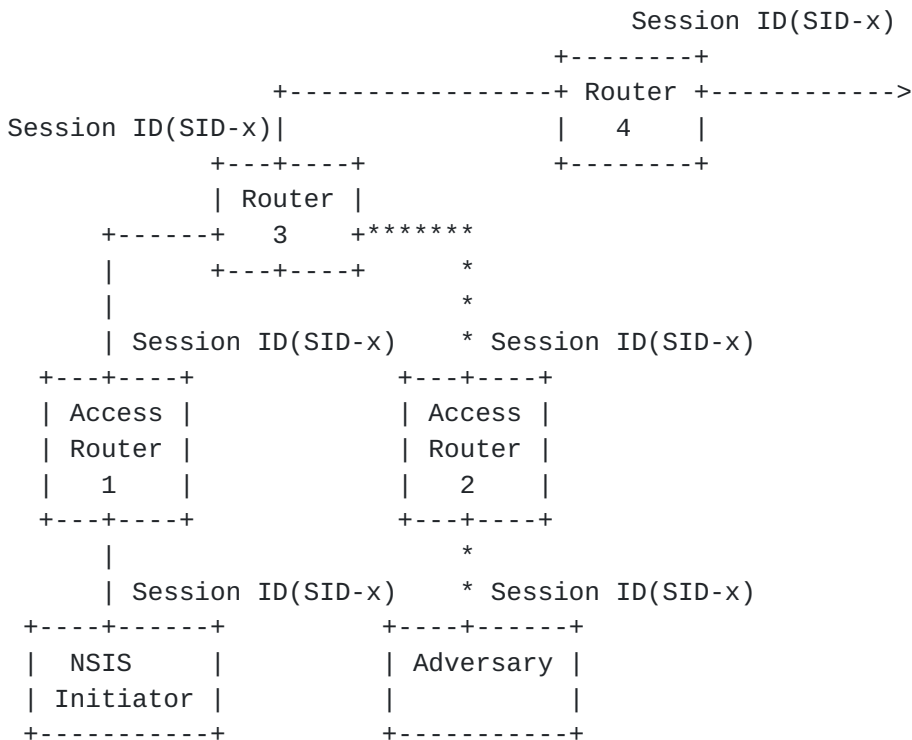 Session ID(SID-x)
                                    +--------+
                  +-----------------+ Router +------------>
Session ID(SID-x)|                  |   4    |
              +---+----+            +--------+
              | Router |
       +------+   3    +*******
       |      +---+----+      *
       |                      *
       | Session ID(SID-x)    * Session ID(SID-x)
   +---+----+             +---+----+
   | Access |             | Access |
   | Router |             | Router |
   |   1    |             |   2    |
   +---+----+             +---+----+
       |                      *
       | Session ID(SID-x)    * Session ID(SID-x)
  +----+------+          +----+------+
  |  NSIS     |          | Adversary |
  | Initiator |          |           |
  +-----------+          +-----------+